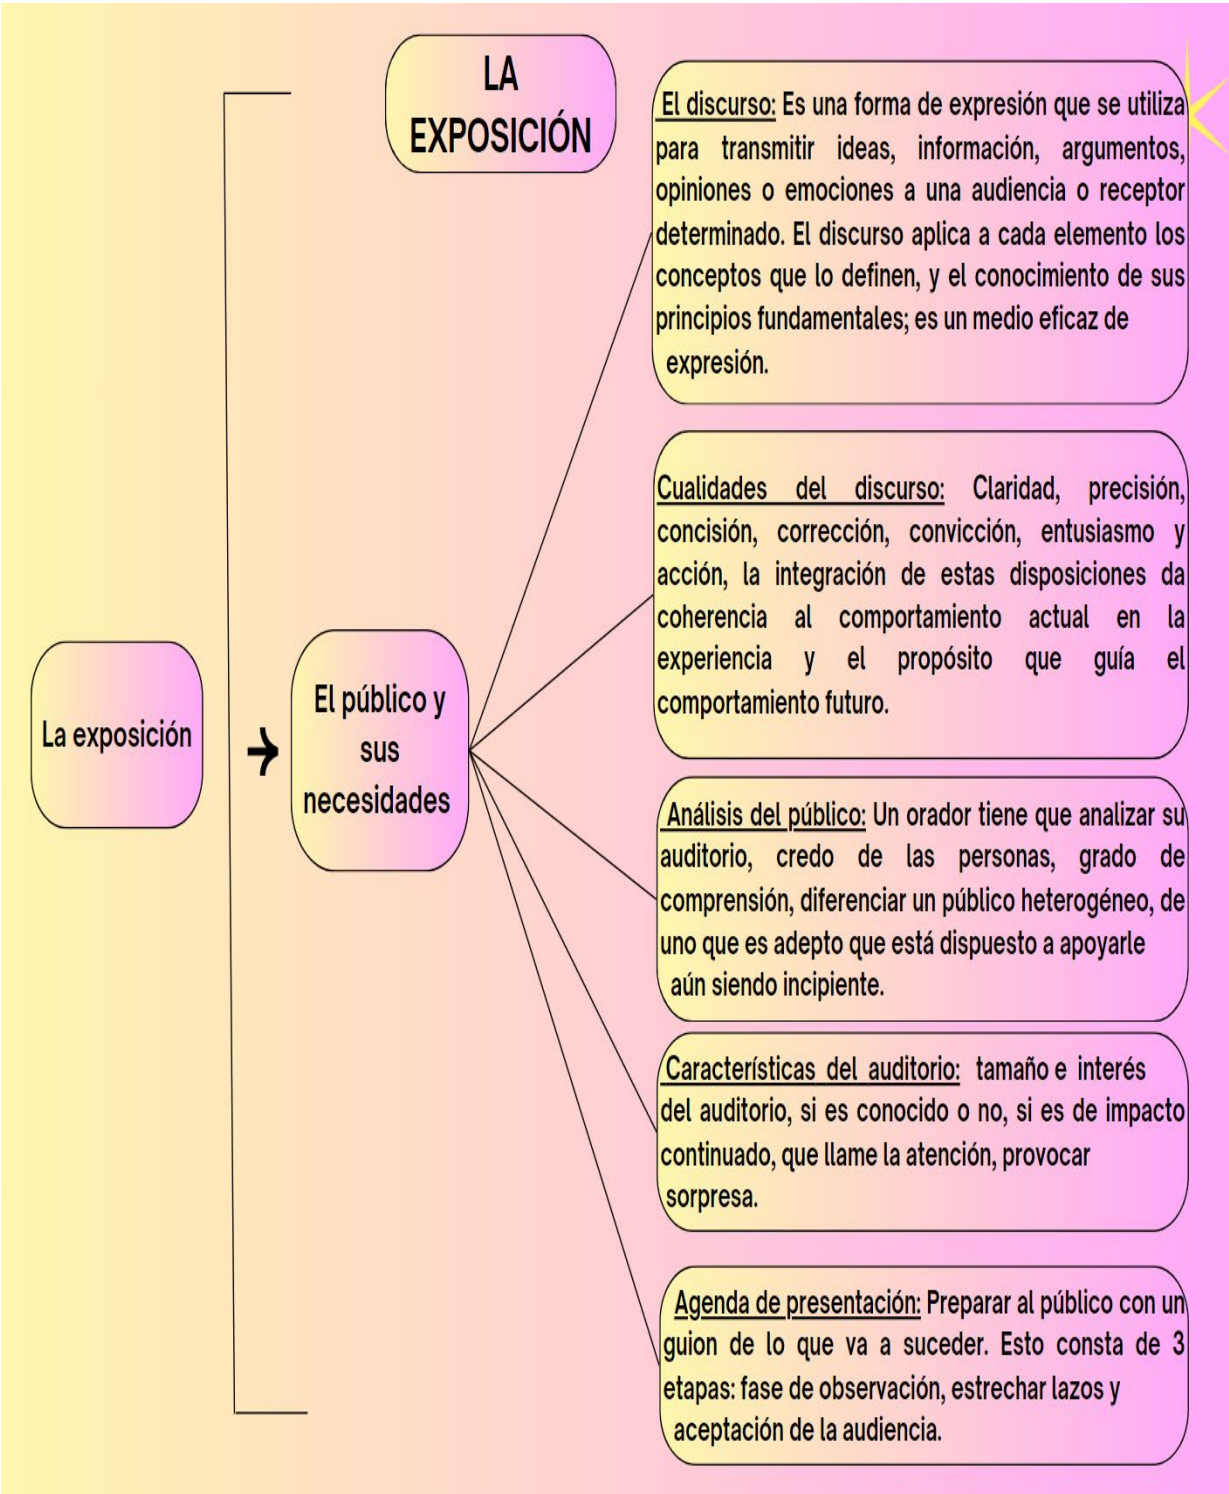 LA
EXPOSICIÓN
La exposición
El público y
sus
necesidades
El discurso: Es una forma de expresión que se utiliza
para transmitir ideas, información, argumentos,
opiniones o emociones a una audiencia o receptor
determinado. El discurso aplica a cada elemento los
conceptos que lo definen, y el conocimiento de sus
principios fundamentales; es un medio eficaz de
expresión.
Cualidades del discurso: Claridad, precisión,
concisión, corrección, convicción, entusiasmo y
acción, la integración de estas disposiciones da
coherencia al comportamiento actual en la
experiencia y el propósito que guía el
comportamiento futuro.
Análisis del público: Un orador tiene que analizar su
auditorio, credo de las personas, grado de
comprensión, diferenciar un público heterogéneo, de
uno que es adepto que está dispuesto a apoyarle
aún siendo incipiente.
Características del auditorio: tamaño e interés
del auditorio, si es conocido o no, si es de impacto
continuado, que llame la atención, provocar
sorpresa.
Agenda de presentación: Preparar al público con un
guion de lo que va a suceder. Esto consta de 3
etapas: fase de observación, estrechar lazos y
aceptación de la audiencia.